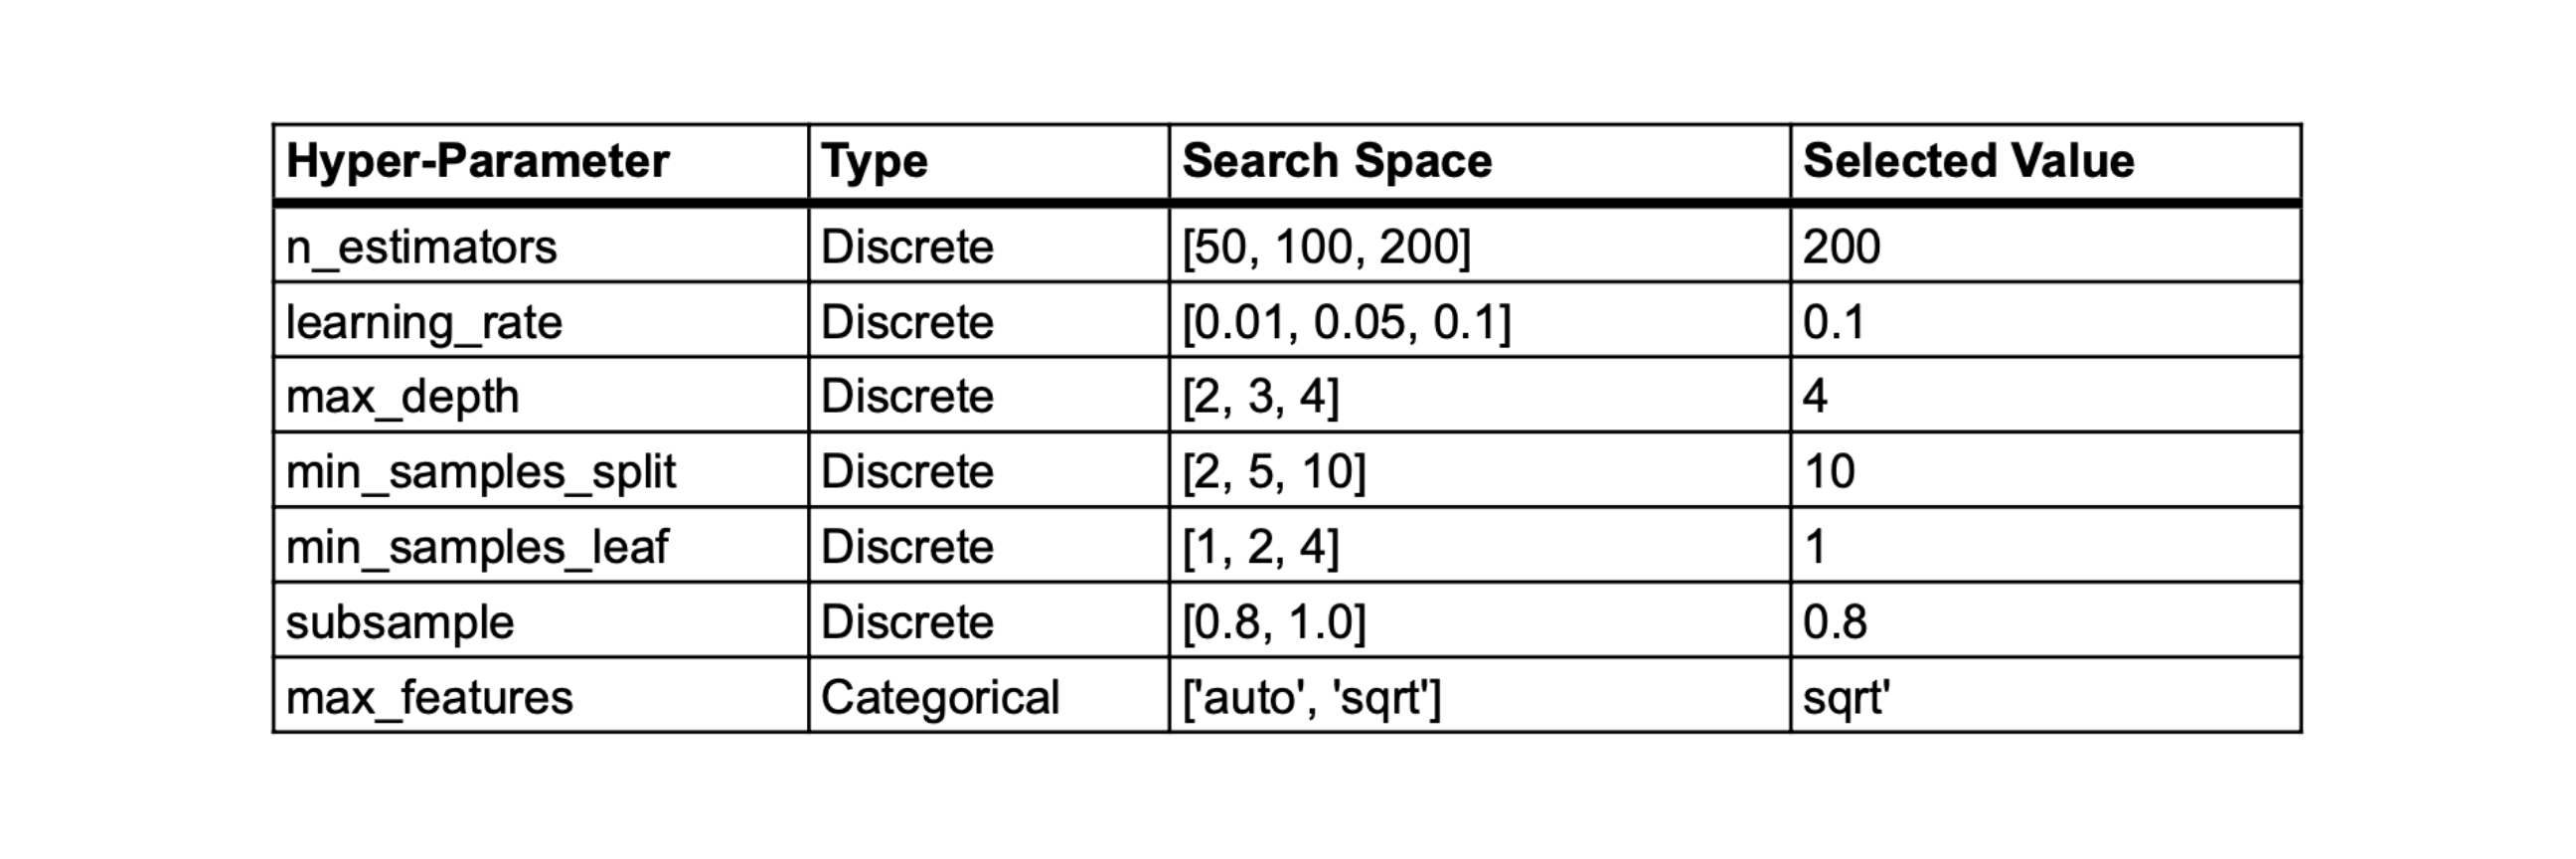 Hyper-Parameter Type Search Space Selected Value
n_estimators Discrete [50, 100, 200] 200
learning_rate Discrete [0.01, 0.05, 0.1] 0.1
max_depth Discrete [2, 3, 4] 4
min_samples_split Discrete [2, 5, 10] 10
min_samples_leaf Discrete [1, 2, 4] 1
subsample Discrete [0.8, 1.0] 0.8
max_features Categorical ['auto', 'sqrt'] sqrt'